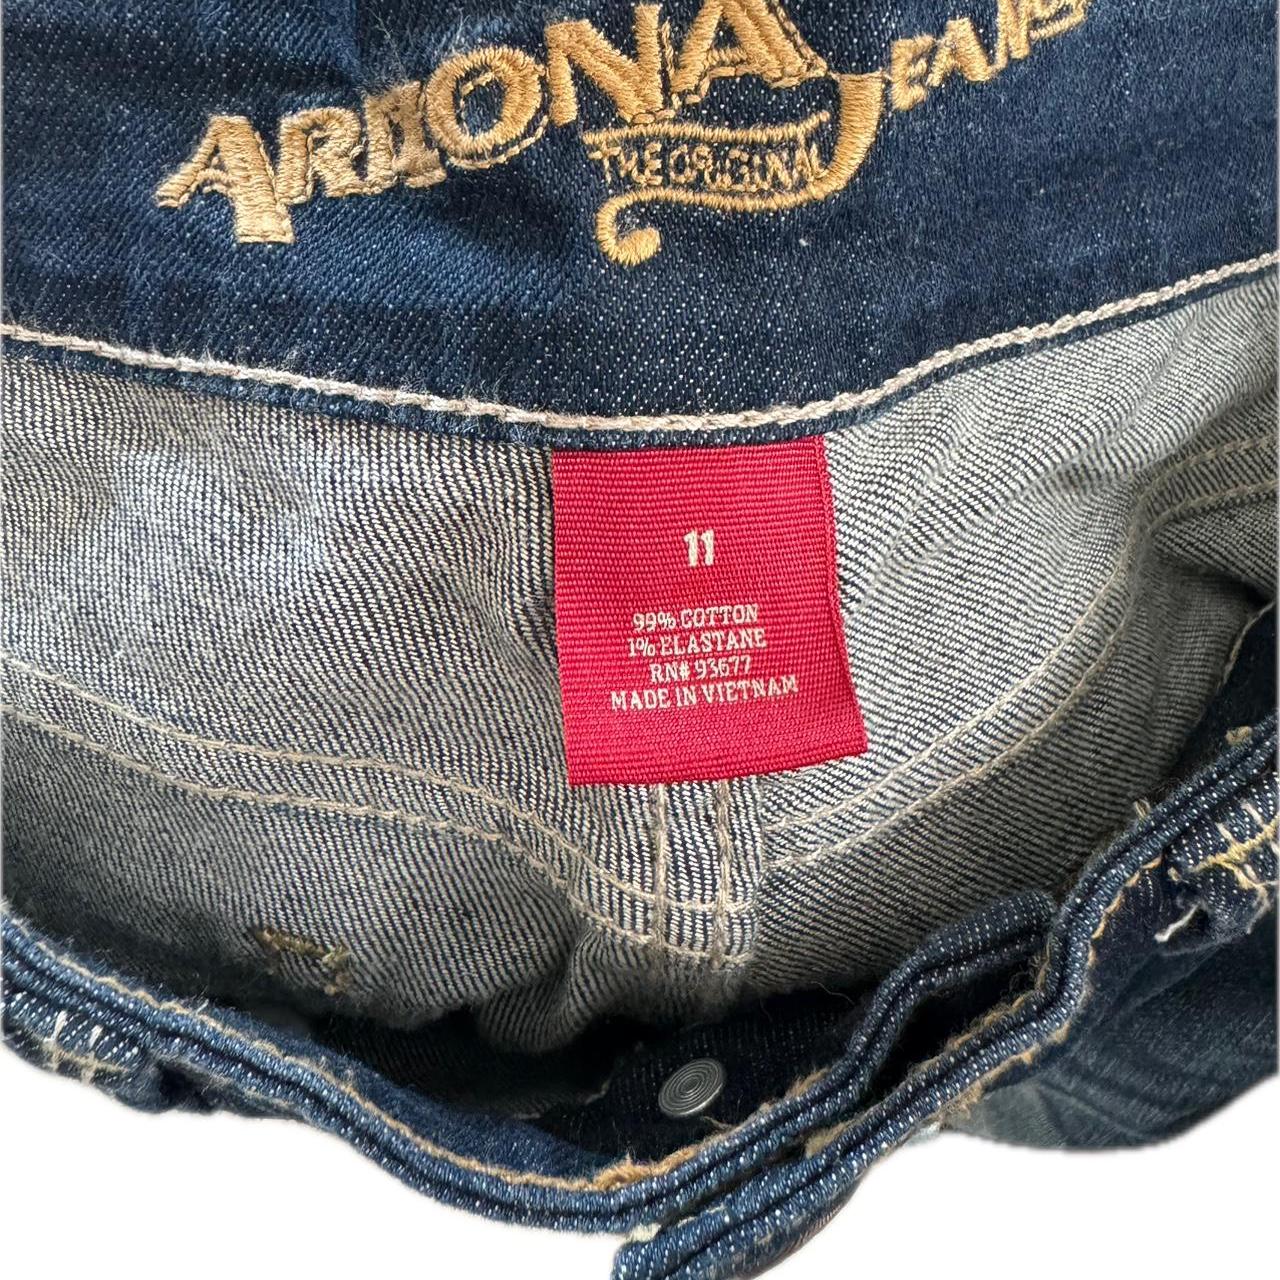 ARIZONA JEANS
THE ORIGINAL
11
99% COTTON
1% ELASTANE
RN# 93677
MADE IN VIETNAM